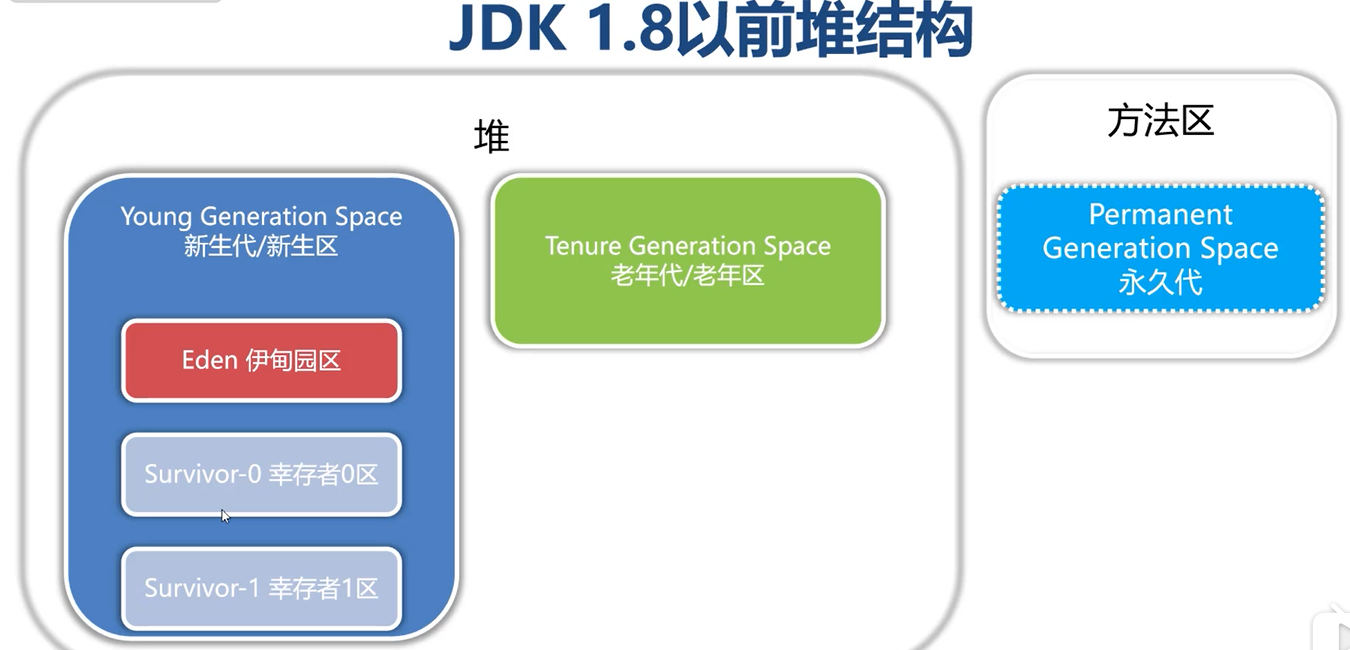 JDK 1.8以前堆结构
堆
Young Generation Space
新生代/新生区
Eden 伊甸园区
Survivor-0 幸存者0区
Survivor-1 幸存者1区
Tenure Generation Space
老年代/老年区
方法区
Permanent
Generation Space
永久代